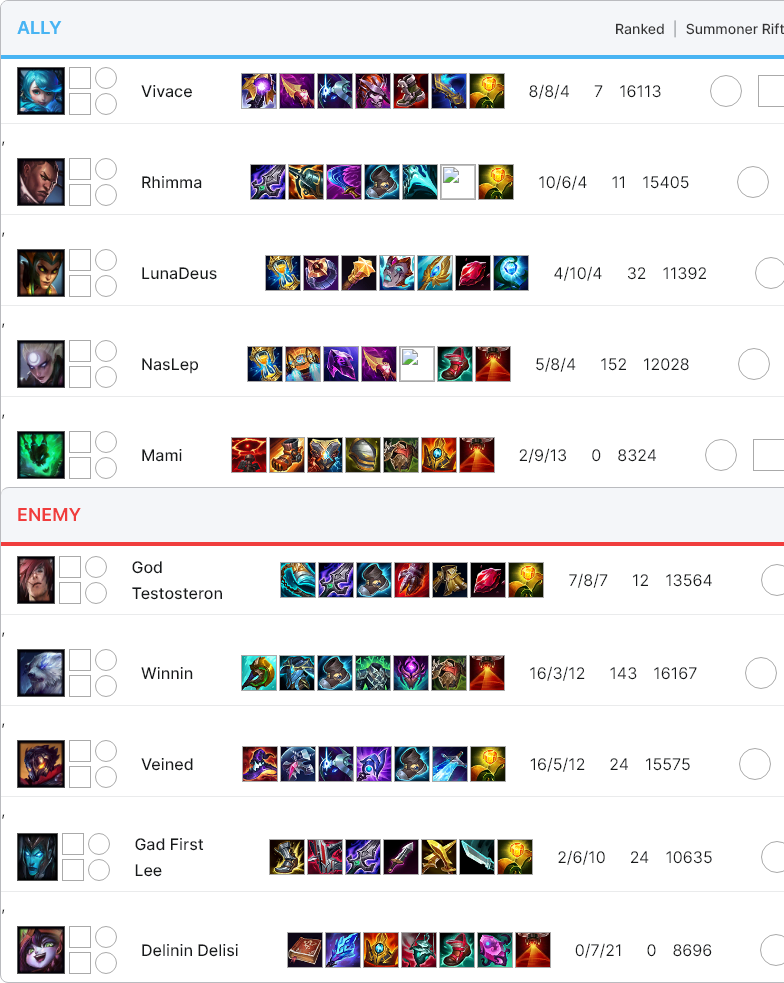 ALLY
Ranked | Summoner Rift
Vivace 8/8/4 7 16113
,
Rhimma 10/6/4 11 15405
,
LunaDeus 4/10/4 32 11392
,
NasLep 5/8/4 152 12028
,
Mami 2/9/13 0 8324
ENEMY
God
Testosteron 7/8/7 12 13564
,
Winnin 16/3/12 143 16167
,
Veined 16/5/12 24 15575
,
Gad First
Lee 2/6/10 24 10635
,
Delinin Delisi 0/7/21 0 8696